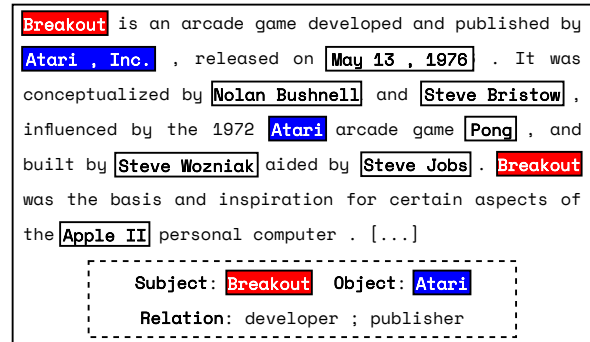 Breakout is an arcade game developed and published by
Atari , Inc. , released on May 13 , 1976 . It was
conceptualized by Nolan Bushnell and Steve Bristow ,
influenced by the 1972 Atari arcade game Pong , and
built by Steve Wozniak aided by Steve Jobs . Breakout
was the basis and inspiration for certain aspects of
the Apple II personal computer . [...]
Subject: Breakout Object: Atari
Relation: developer ; publisher